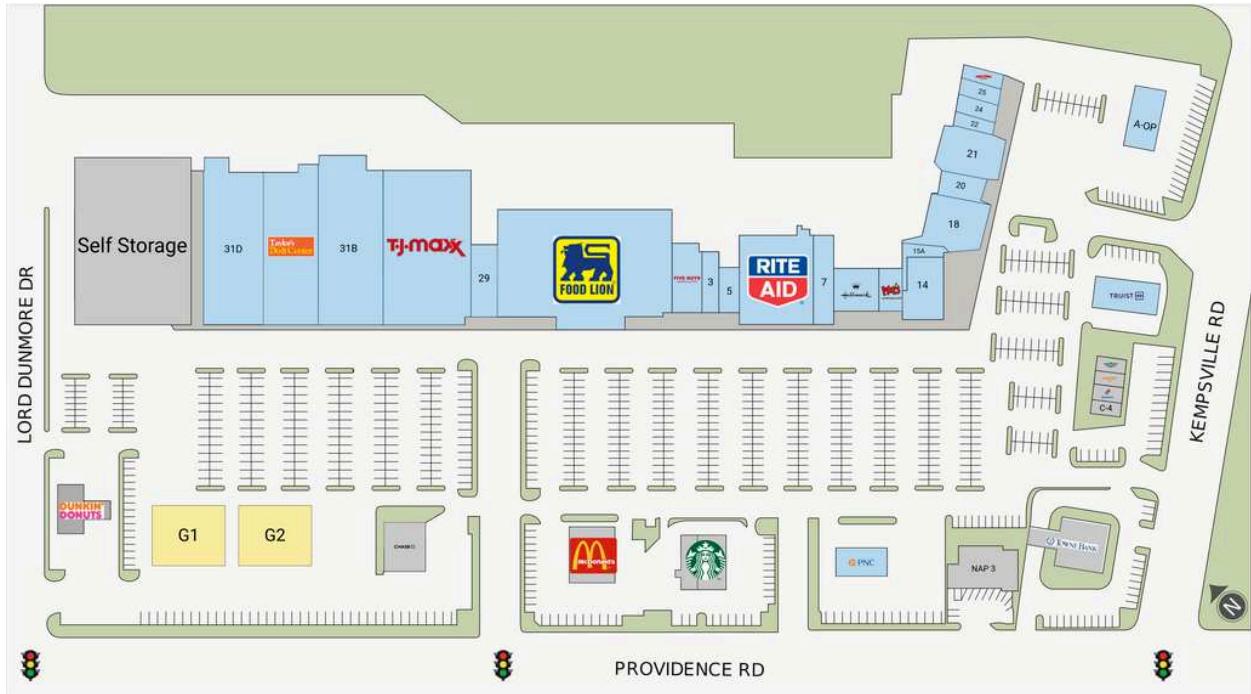 25
24
22
A-OP
21
20
18
15A
14
Self Storage
31D
Taylor's
Do it Center
31B
T·J·maxx
29
FOOD LION
FIVE GUYS
3
5
RITE
AID
7
Hallmark
LORD DUNMORE DR
TRUIST
C-4
KEMPSVILLE RD
DUNKIN'
DONUTS
G1
G2
CHASE
McDonald's
PNC
NAP 3
TOWNE BANK
N
PROVIDENCE RD